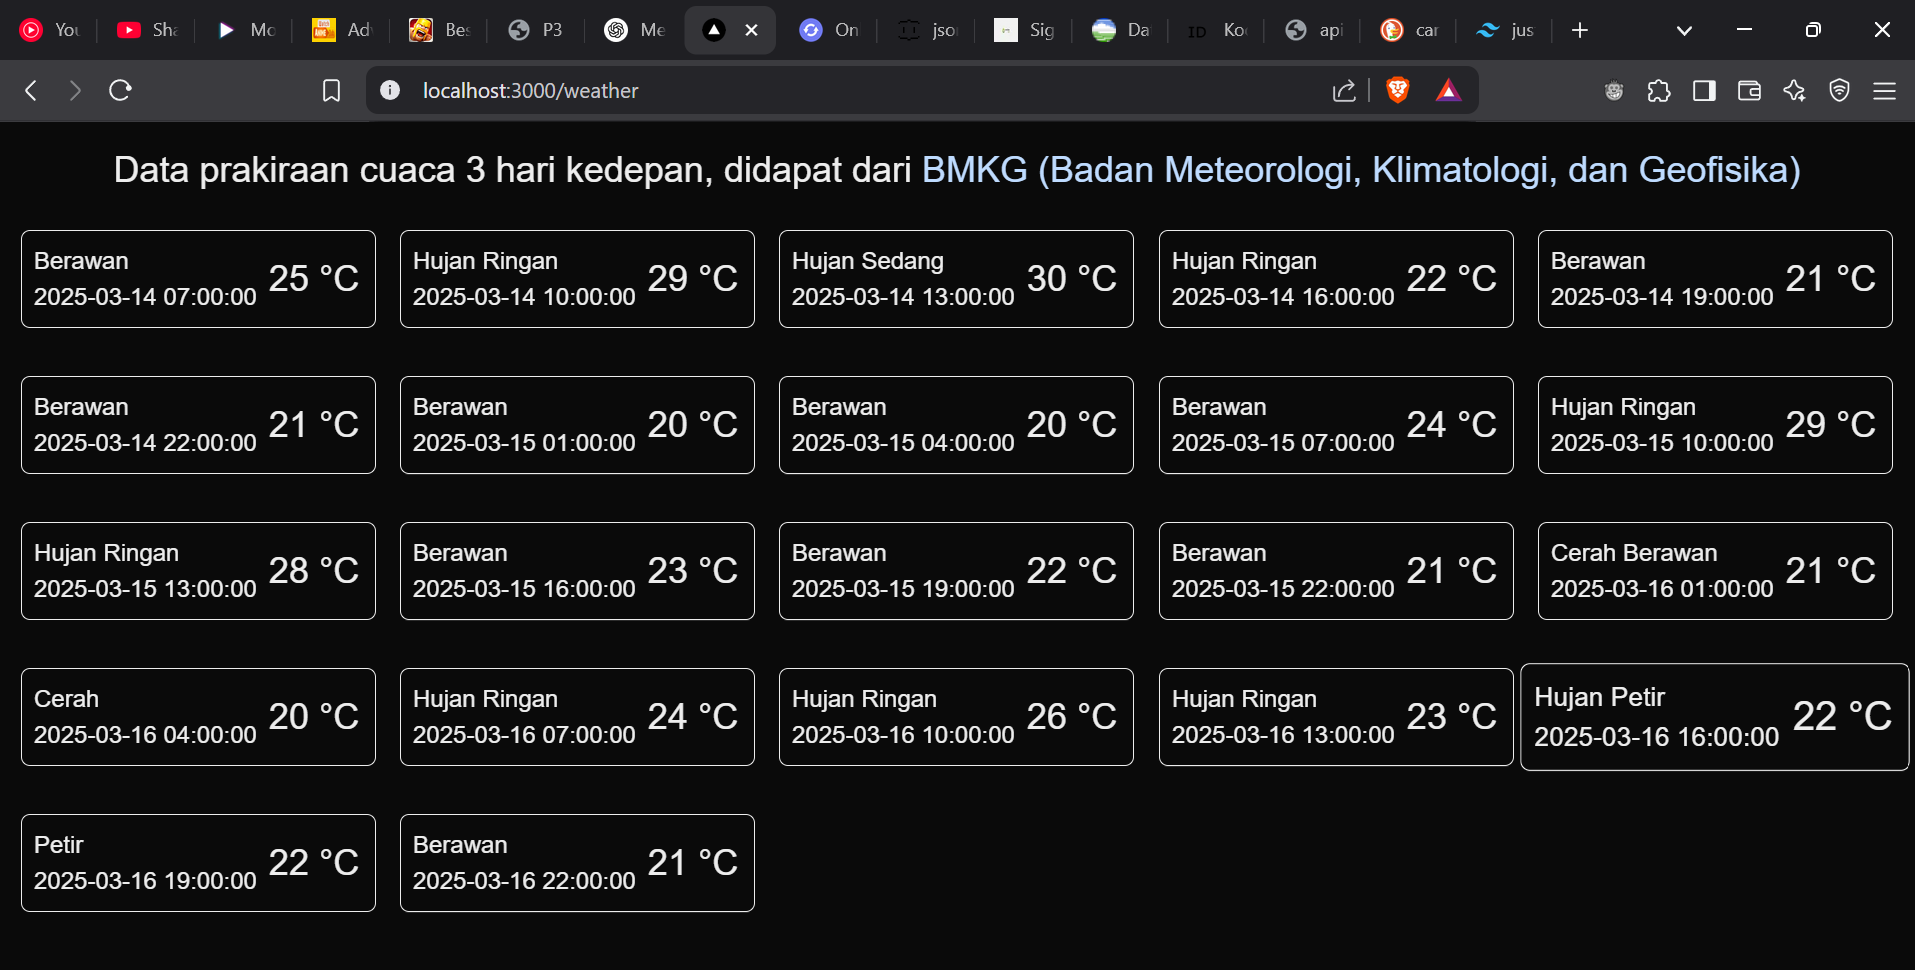 You
Sha
Mo
Adv
Bes
P3
Me
On
json
Sig
Dat
ID
Ko
api
car
jus
localhost:3000/weather
Data prakiraan cuaca 3 hari kedepan, didapat dari BMKG (Badan Meteorologi, Klimatologi, dan Geofisika)
Berawan
2025-03-14 07:00:00
25 °C
Hujan Ringan
2025-03-14 10:00:00
29 °C
Hujan Sedang
2025-03-14 13:00:00
30 °C
Hujan Ringan
2025-03-14 16:00:00
22 °C
Berawan
2025-03-14 19:00:00
21 °C
Berawan
2025-03-14 22:00:00
21 °C
Berawan
2025-03-15 01:00:00
20 °C
Berawan
2025-03-15 04:00:00
20 °C
Berawan
2025-03-15 07:00:00
24 °C
Hujan Ringan
2025-03-15 10:00:00
29 °C
Hujan Ringan
2025-03-15 13:00:00
28 °C
Berawan
2025-03-15 16:00:00
23 °C
Berawan
2025-03-15 19:00:00
22 °C
Berawan
2025-03-15 22:00:00
21 °C
Cerah Berawan
2025-03-16 01:00:00
21 °C
Cerah
2025-03-16 04:00:00
20 °C
Hujan Ringan
2025-03-16 07:00:00
24 °C
Hujan Ringan
2025-03-16 10:00:00
26 °C
Hujan Ringan
2025-03-16 13:00:00
23 °C
Hujan Petir
2025-03-16 16:00:00
22 °C
Petir
2025-03-16 19:00:00
22 °C
Berawan
2025-03-16 22:00:00
21 °C